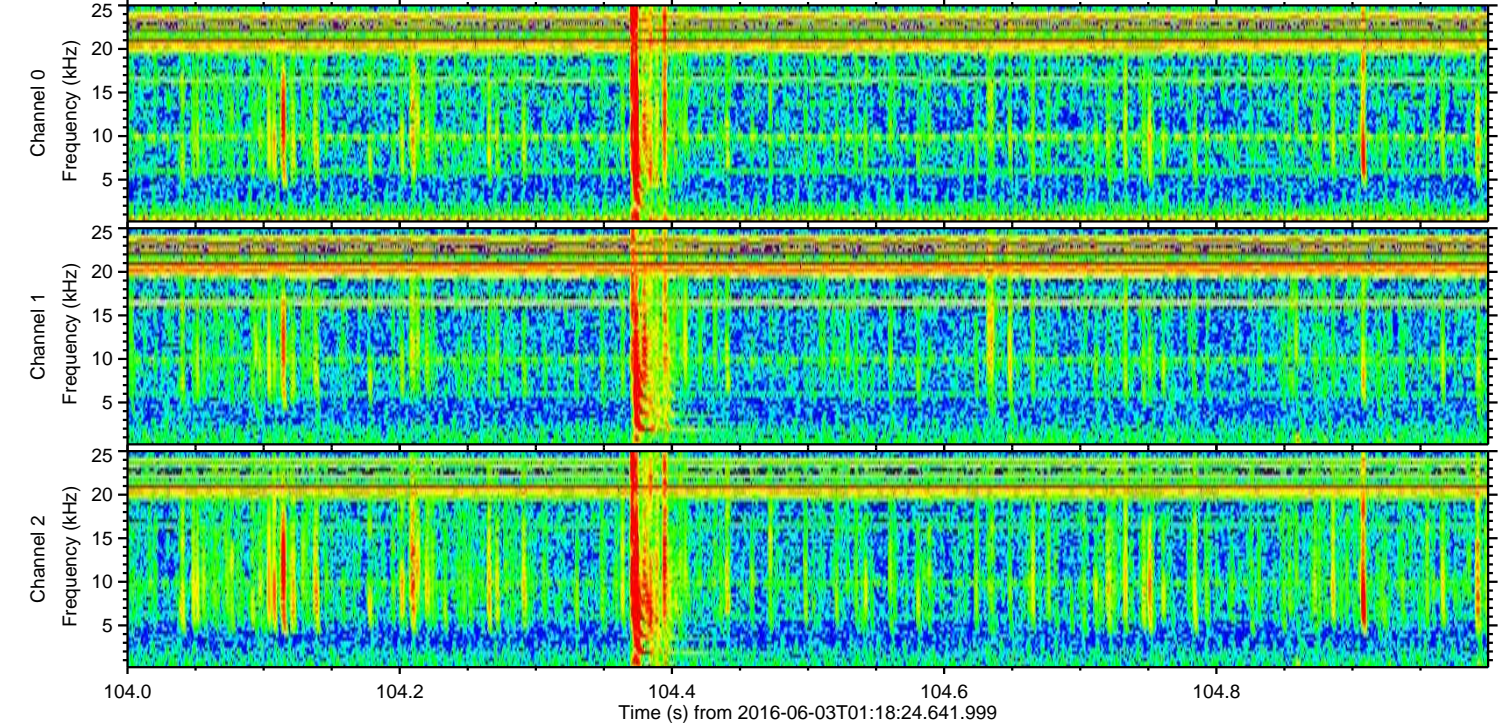 Channel 0
Frequency (kHz)
25
20
15
10
5
Channel 1
Frequency (kHz)
25
20
15
10
5
Channel 2
Frequency (kHz)
25
20
15
10
5
104.0 104.2 104.4 104.6 104.8
Time (s) from 2016-06-03T01:18:24.641.999